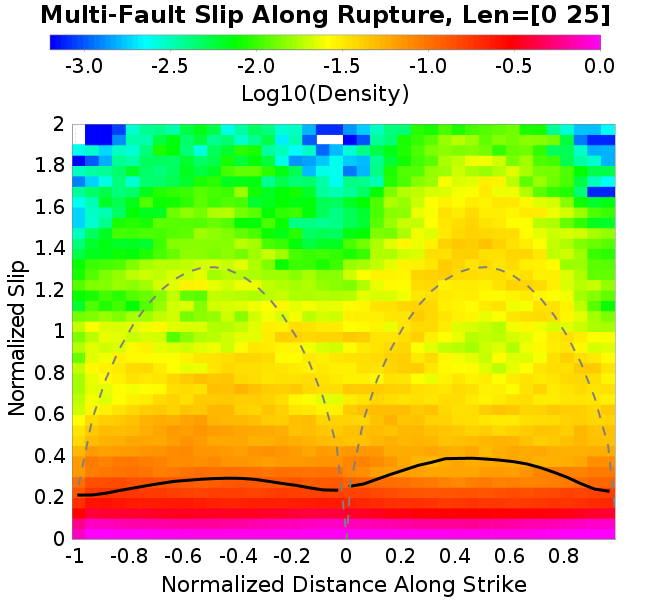 Multi-Fault Slip Along Rupture, Len=[0 25]
-3.0 -2.5 -2.0 -1.5 -1.0 -0.5 0.0
Log10(Density)
2
1.8
1.6
1.4
1.2
1
0.8
0.6
0.4
0.2
0
Normalized Slip
-1 -0.8 -0.6 -0.4 -0.2 0 0.2 0.4 0.6 0.8
Normalized Distance Along Strike